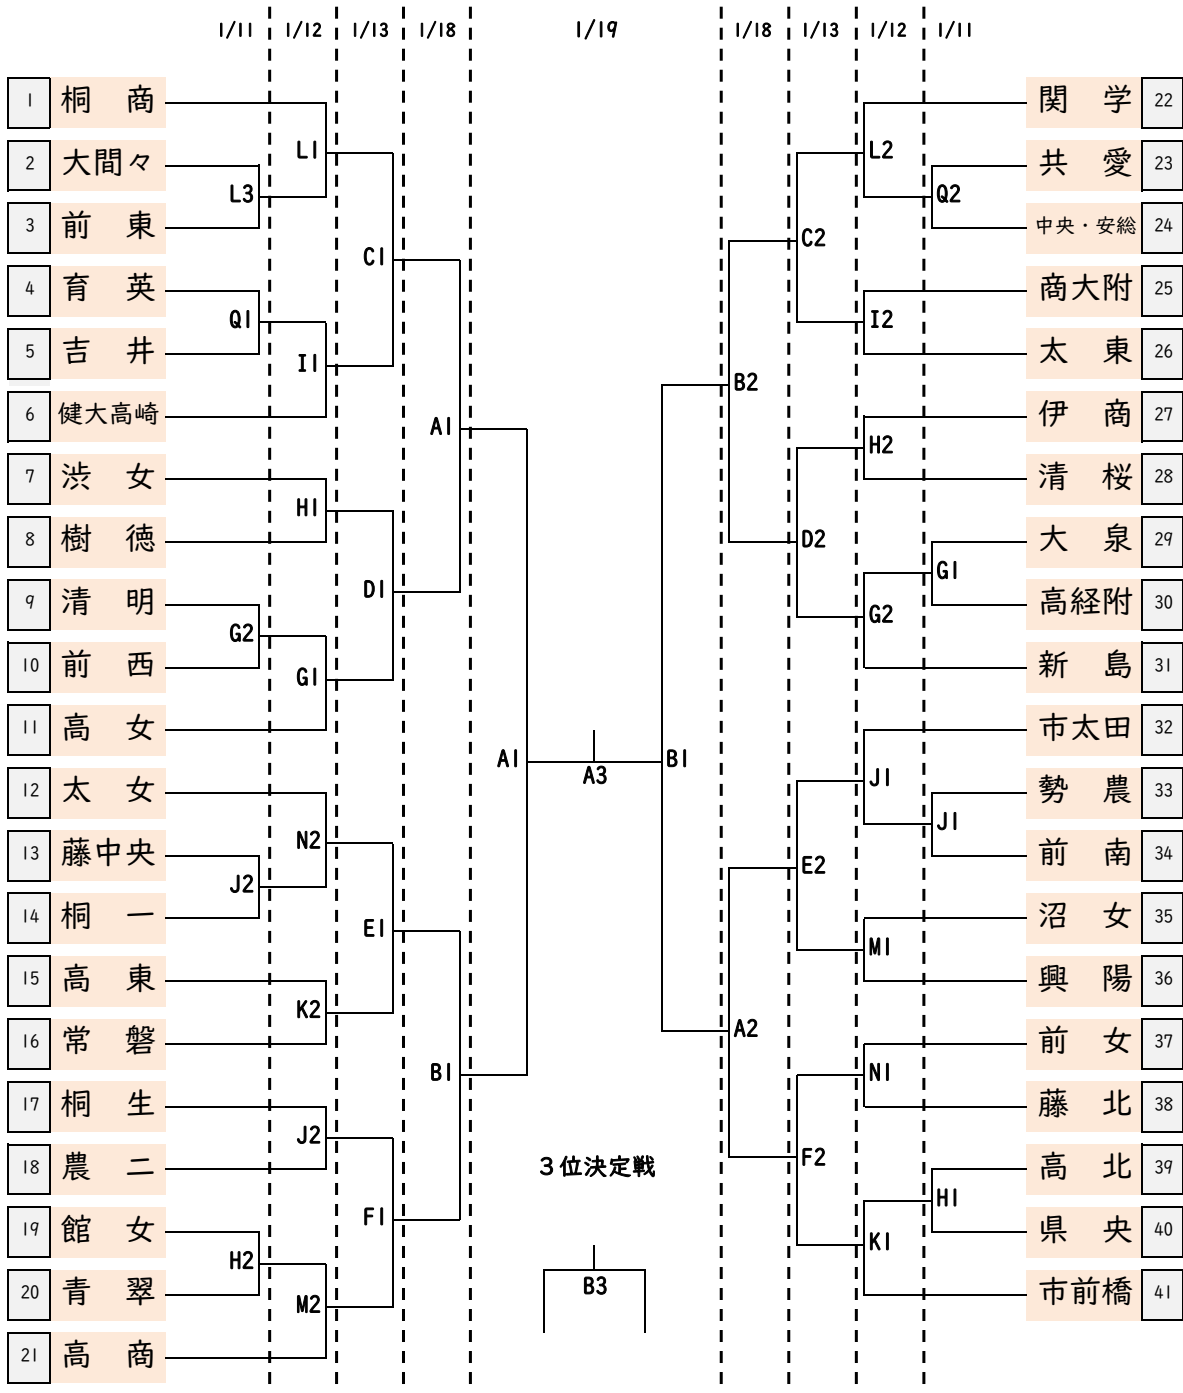 1/11 1/12 1/13 1/18 1/19 1/18 1/13 1/12 1/11
1 桐 商
2 大間々
3 前 東
4 育 英
5 吉 井
6 健大高崎
7 渋 女
8 樹 徳
9 清 明
10 前 西
11 高 女
12 太 女
13 藤中央
14 桐 一
15 高 東
16 常 磐
17 桐 生
18 農 二
19 館 女
20 青 翠
21 高 商
L3
Q1
G2
J2
H2
L1
I1
H1
G1
N2
K2
J2
M2
C1
D1
E1
F1
A1
B1
A1
A3
B1
３位決定戦
B3
B2
A2
C2
D2
E2
F2
L2
I2
H2
G2
J1
M1
N1
K1
Q2
G1
J1
H1
関 学 22
共 愛 23
中央・安総 24
商大附 25
太 東 26
伊 商 27
清 桜 28
大 泉 29
高経附 30
新 島 31
市太田 32
勢 農 33
前 南 34
沼 女 35
興 陽 36
前 女 37
藤 北 38
高 北 39
県 央 40
市前橋 41